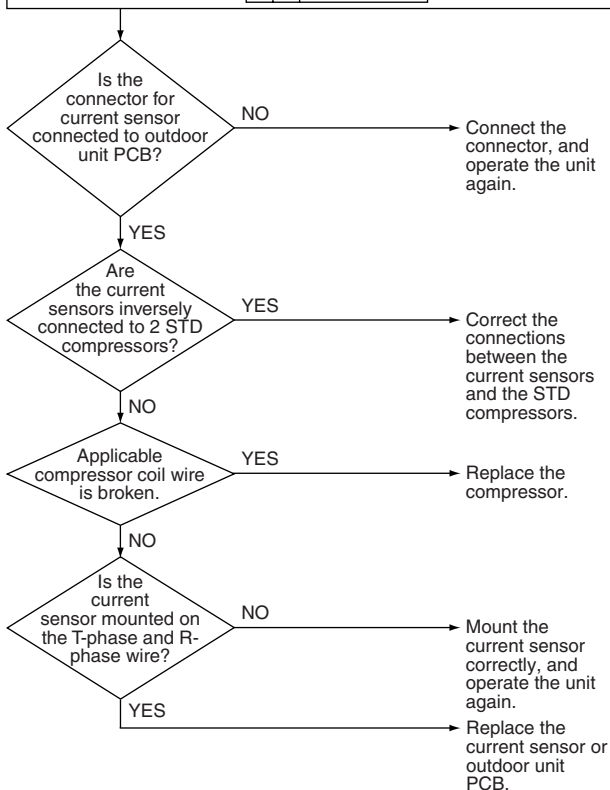 Is the
connector for
current sensor
connected to outdoor
unit PCB?
NO
Connect the
connector, and
operate the unit
again.
YES
Are
the current
sensors inversely
connected to 2 STD
compressors?
YES
Correct the
connections
between the
current sensors
and the STD
compressors.
NO
Applicable
compressor coil wire
is broken.
YES
Replace the
compressor.
NO
Is the
current
sensor mounted on
the T-phase and R-
phase wire?
NO
Mount the
current sensor
correctly, and
operate the unit
again.
YES
Replace the
current sensor or
outdoor unit
PCB.